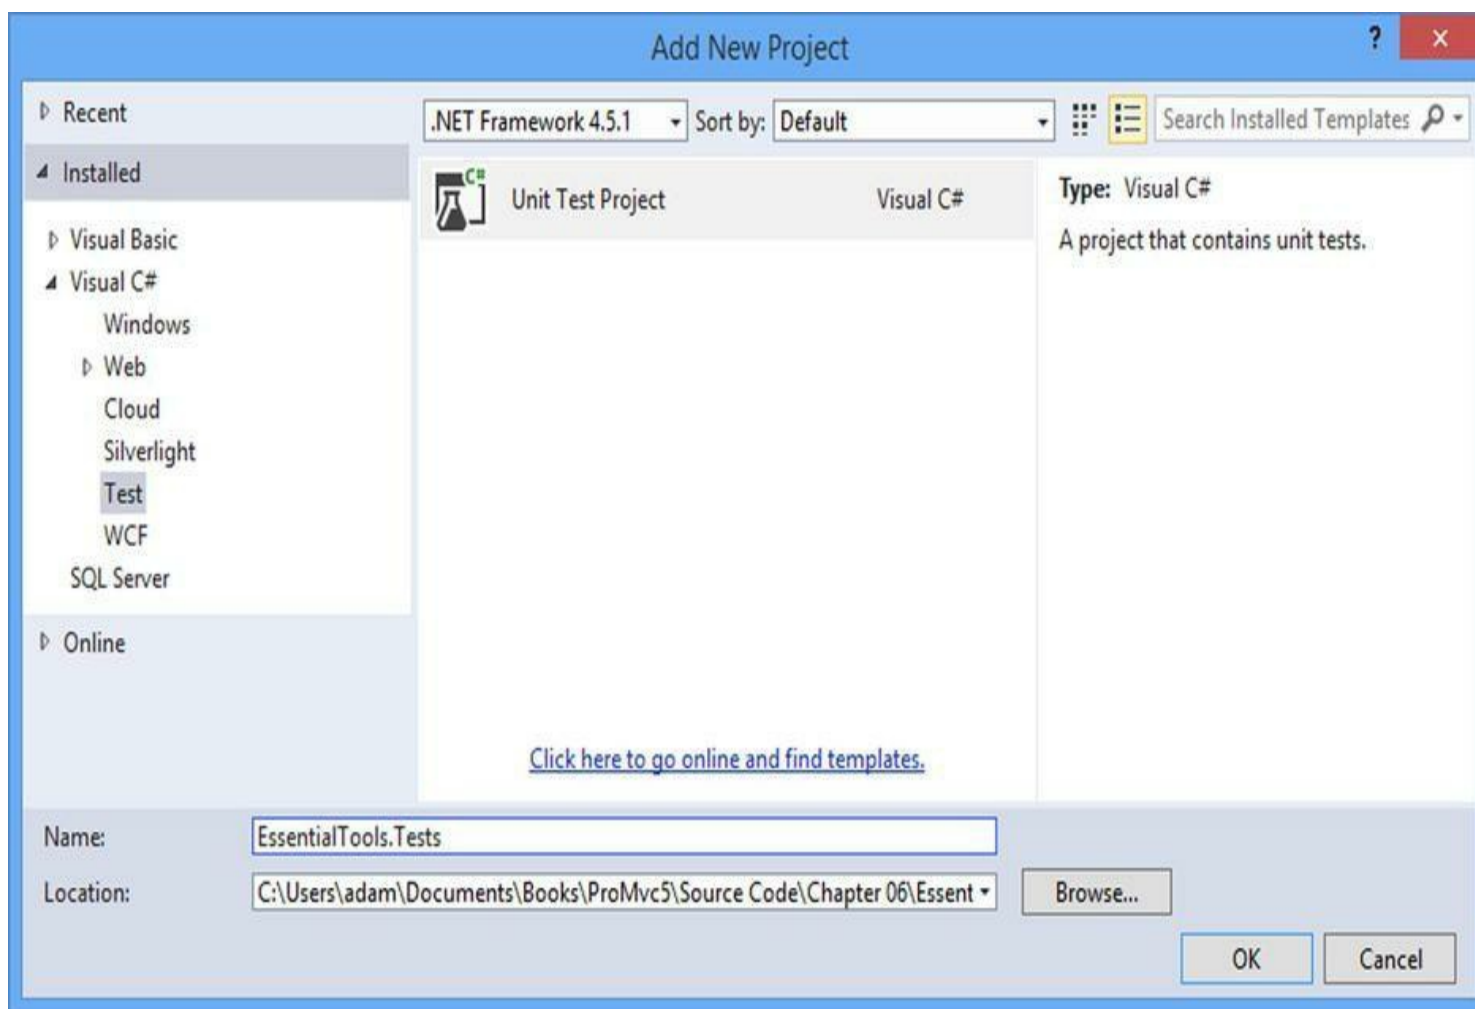 Add New Project
?
Recent
Installed
Visual Basic
Visual C#
Windows
Web
Cloud
Silverlight
Test
WCF
SQL Server
Online
.NET Framework 4.5.1
Sort by: Default
Search Installed Templates
C#
Unit Test Project Visual C#
Click here to go online and find templates.
Type: Visual C#
A project that contains unit tests.
Name: EssentialTools.Tests
Location: C:\Users\adam\Documents\Books\ProMvc5\Source Code\Chapter 06\Essent
Browse...
OK Cancel